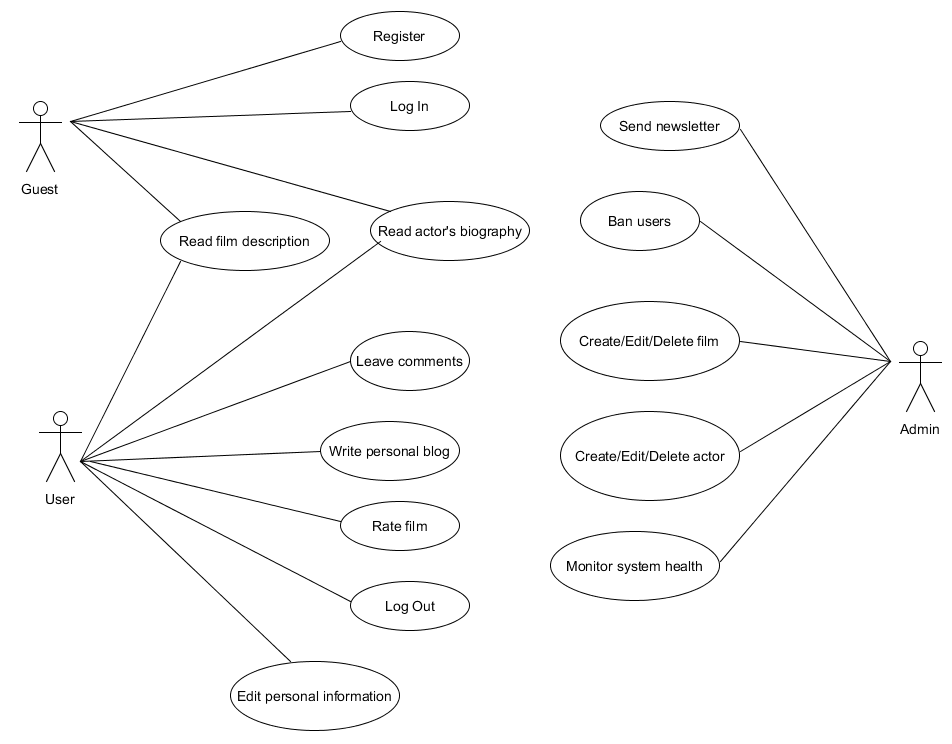 Register
Log In
Send newsletter
Guest
Ban users
Read film description
Read actor's biography
Create/Edit/Delete film
Leave comments
Admin
Write personal blog
Create/Edit/Delete actor
User
Rate film
Monitor system health
Log Out
Edit personal information